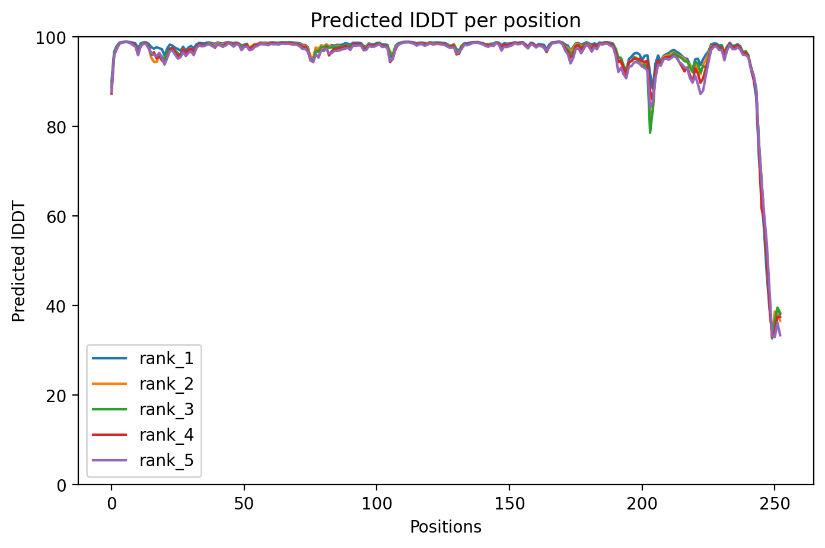 Predicted lDDT per position
Predicted lDDT
100
80
60
40
20
0
rank_1
rank_2
rank_3
rank_4
rank_5
0 50 100 150 200 250
Positions